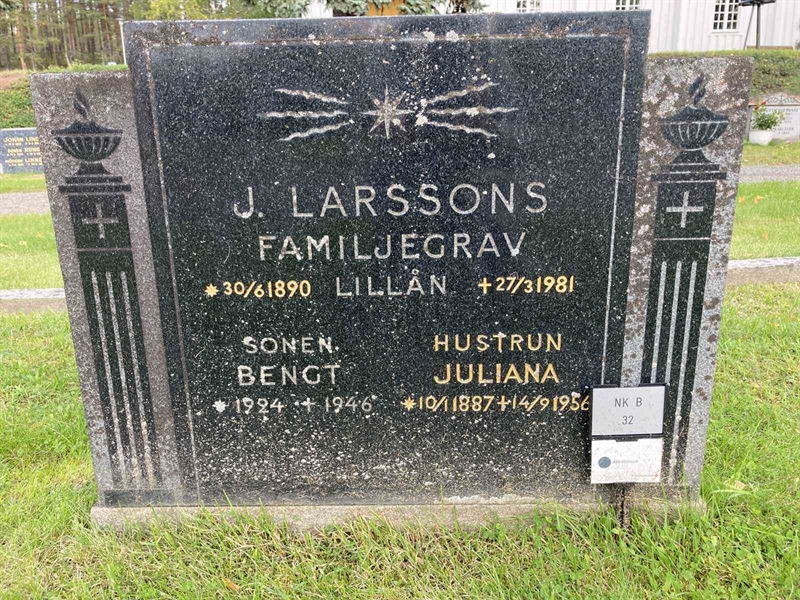 J. LARSSONS
FAMILJEGRAV
*30/6 1890 LILLÅN +27/3 1981
SONEN
BENGT
*1924 +1946
HUSTRUN
JULIANA
*10/1 1887 +14/9 1956
NK B
32